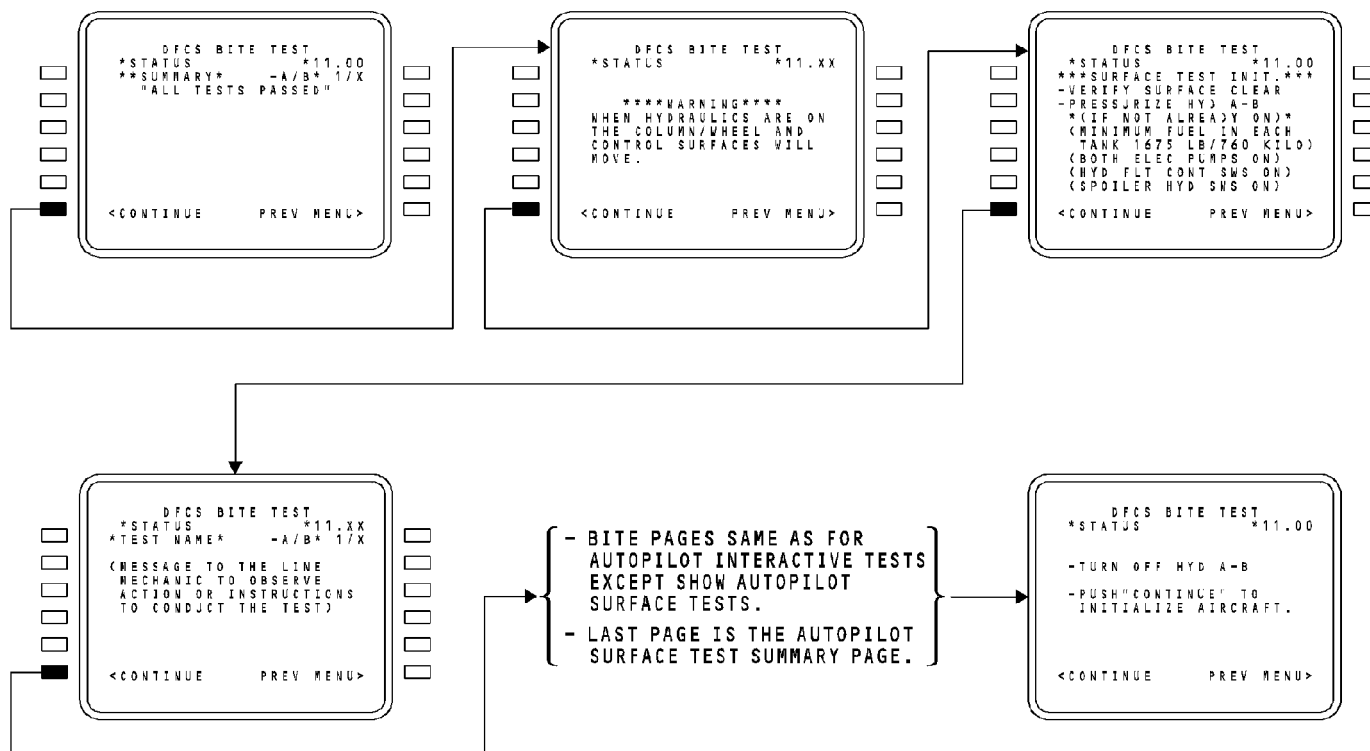 DFCS BITE TEST
*STATUS *11.00
**SUMMARY* -A/B* 1/X
"ALL TESTS PASSED"
<CONTINUE PREV MENU>
DFCS BITE TEST
*STATUS *11.XX
****WARNING****
WHEN HYDRAULICS ARE ON
THE COLUMN/WHEEL AND
CONTROL SURFACES WILL
MOVE.
<CONTINUE PREV MENU>
DFCS BITE TEST
*STATUS *11.00
***SURFACE TEST INIT.***
-VERIFY SURFACE CLEAR
-PRESSURIZE HYD A-B
*(IF NOT ALREADY ON)*
(MINIMUM FUEL IN EACH
TANK 1675 LB/760 KILO)
(BOTH ELEC PUMPS ON)
(HYD FLT CONT SWS ON)
(SPOILER HYD SWS ON)
<CONTINUE PREV MENU>
DFCS BITE TEST
*STATUS *11.XX
*TEST NAME* -A/B* 1/X
(MESSAGE TO THE LINE
MECHANIC TO OBSERVE
ACTION OR INSTRUCTIONS
TO CONDUCT THE TEST)
<CONTINUE PREV MENU>
- BITE PAGES SAME AS FOR
AUTOPILOT INTERACTIVE TESTS
EXCEPT SHOW AUTOPILOT
SURFACE TESTS.
- LAST PAGE IS THE AUTOPILOT
SURFACE TEST SUMMARY PAGE.
DFCS BITE TEST
*STATUS *11.00
-TURN OFF HYD A-B
-PUSH"CONTINUE" TO
INITIALIZE AIRCRAFT.
<CONTINUE PREV MENU>